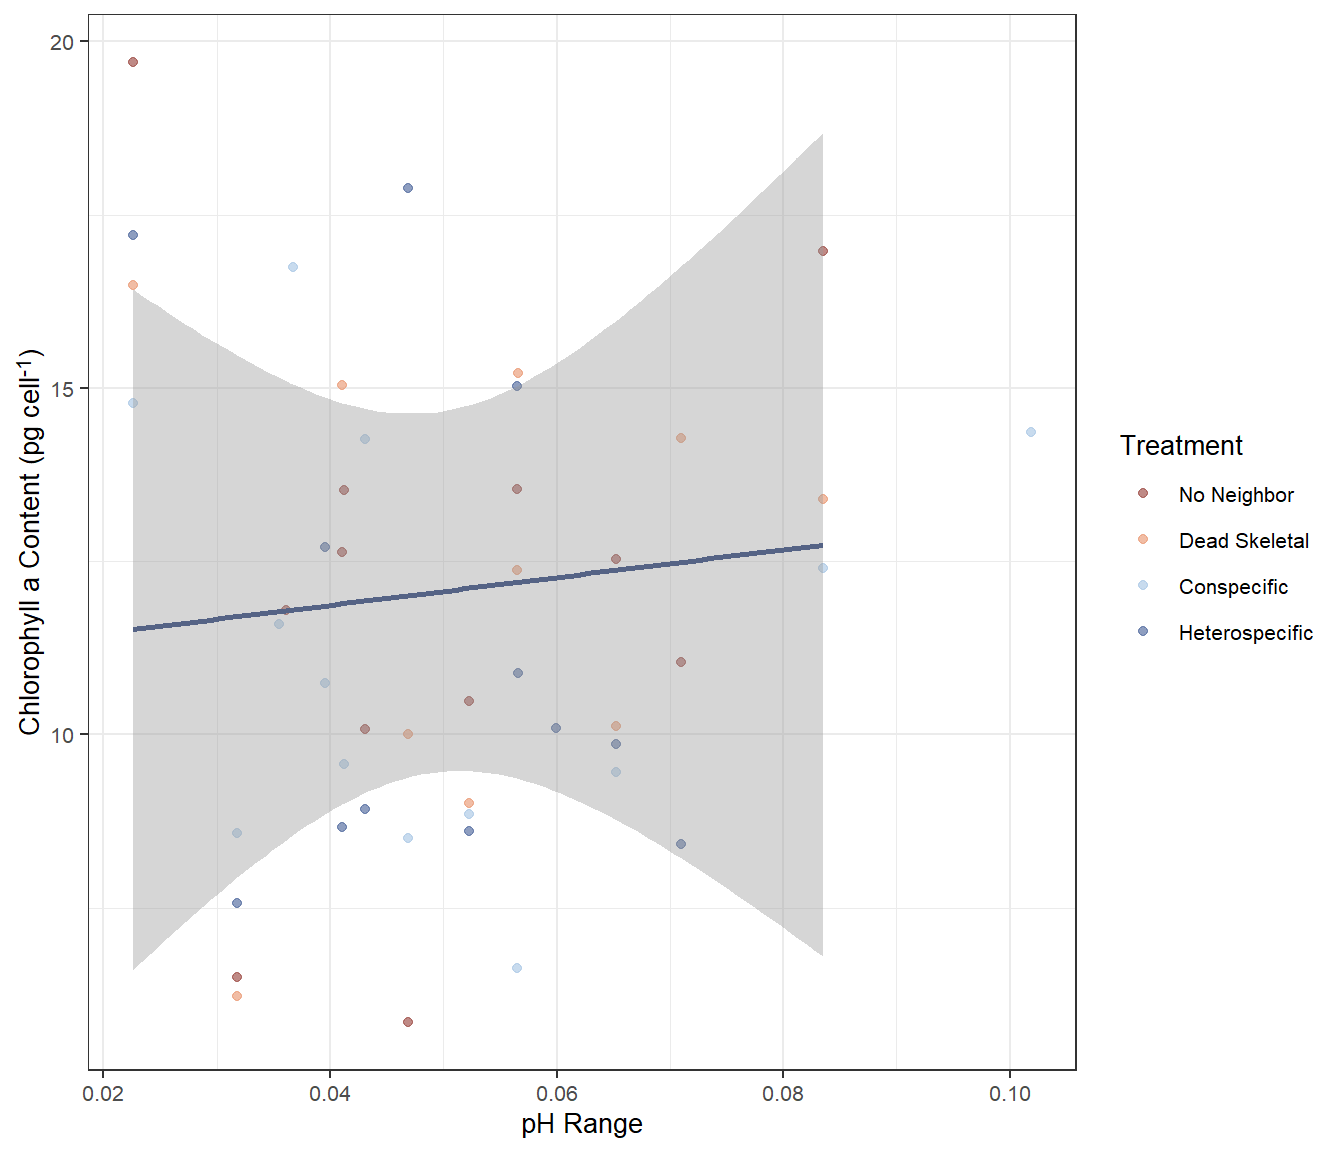 20
15
10
Chlorophyll a Content (pg cell-1)
0.02 0.04 0.06 0.08 0.10
pH Range
Treatment
No Neighbor
Dead Skeletal
Conspecific
Heterospecific